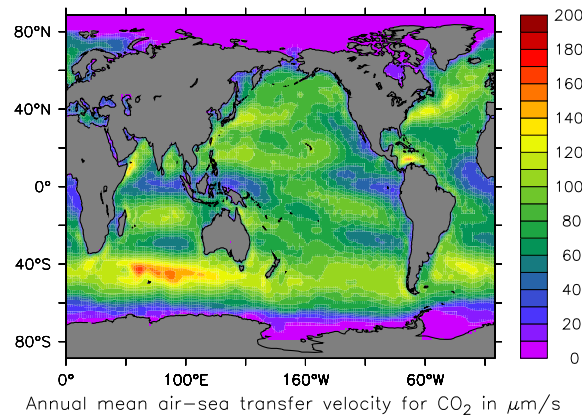 80°N
40°N
0°
40°S
80°S
0° 100°E 160°W 60°W
200
180
160
140
120
100
80
60
40
20
0
Annual mean air-sea transfer velocity for CO₂ in μm/s